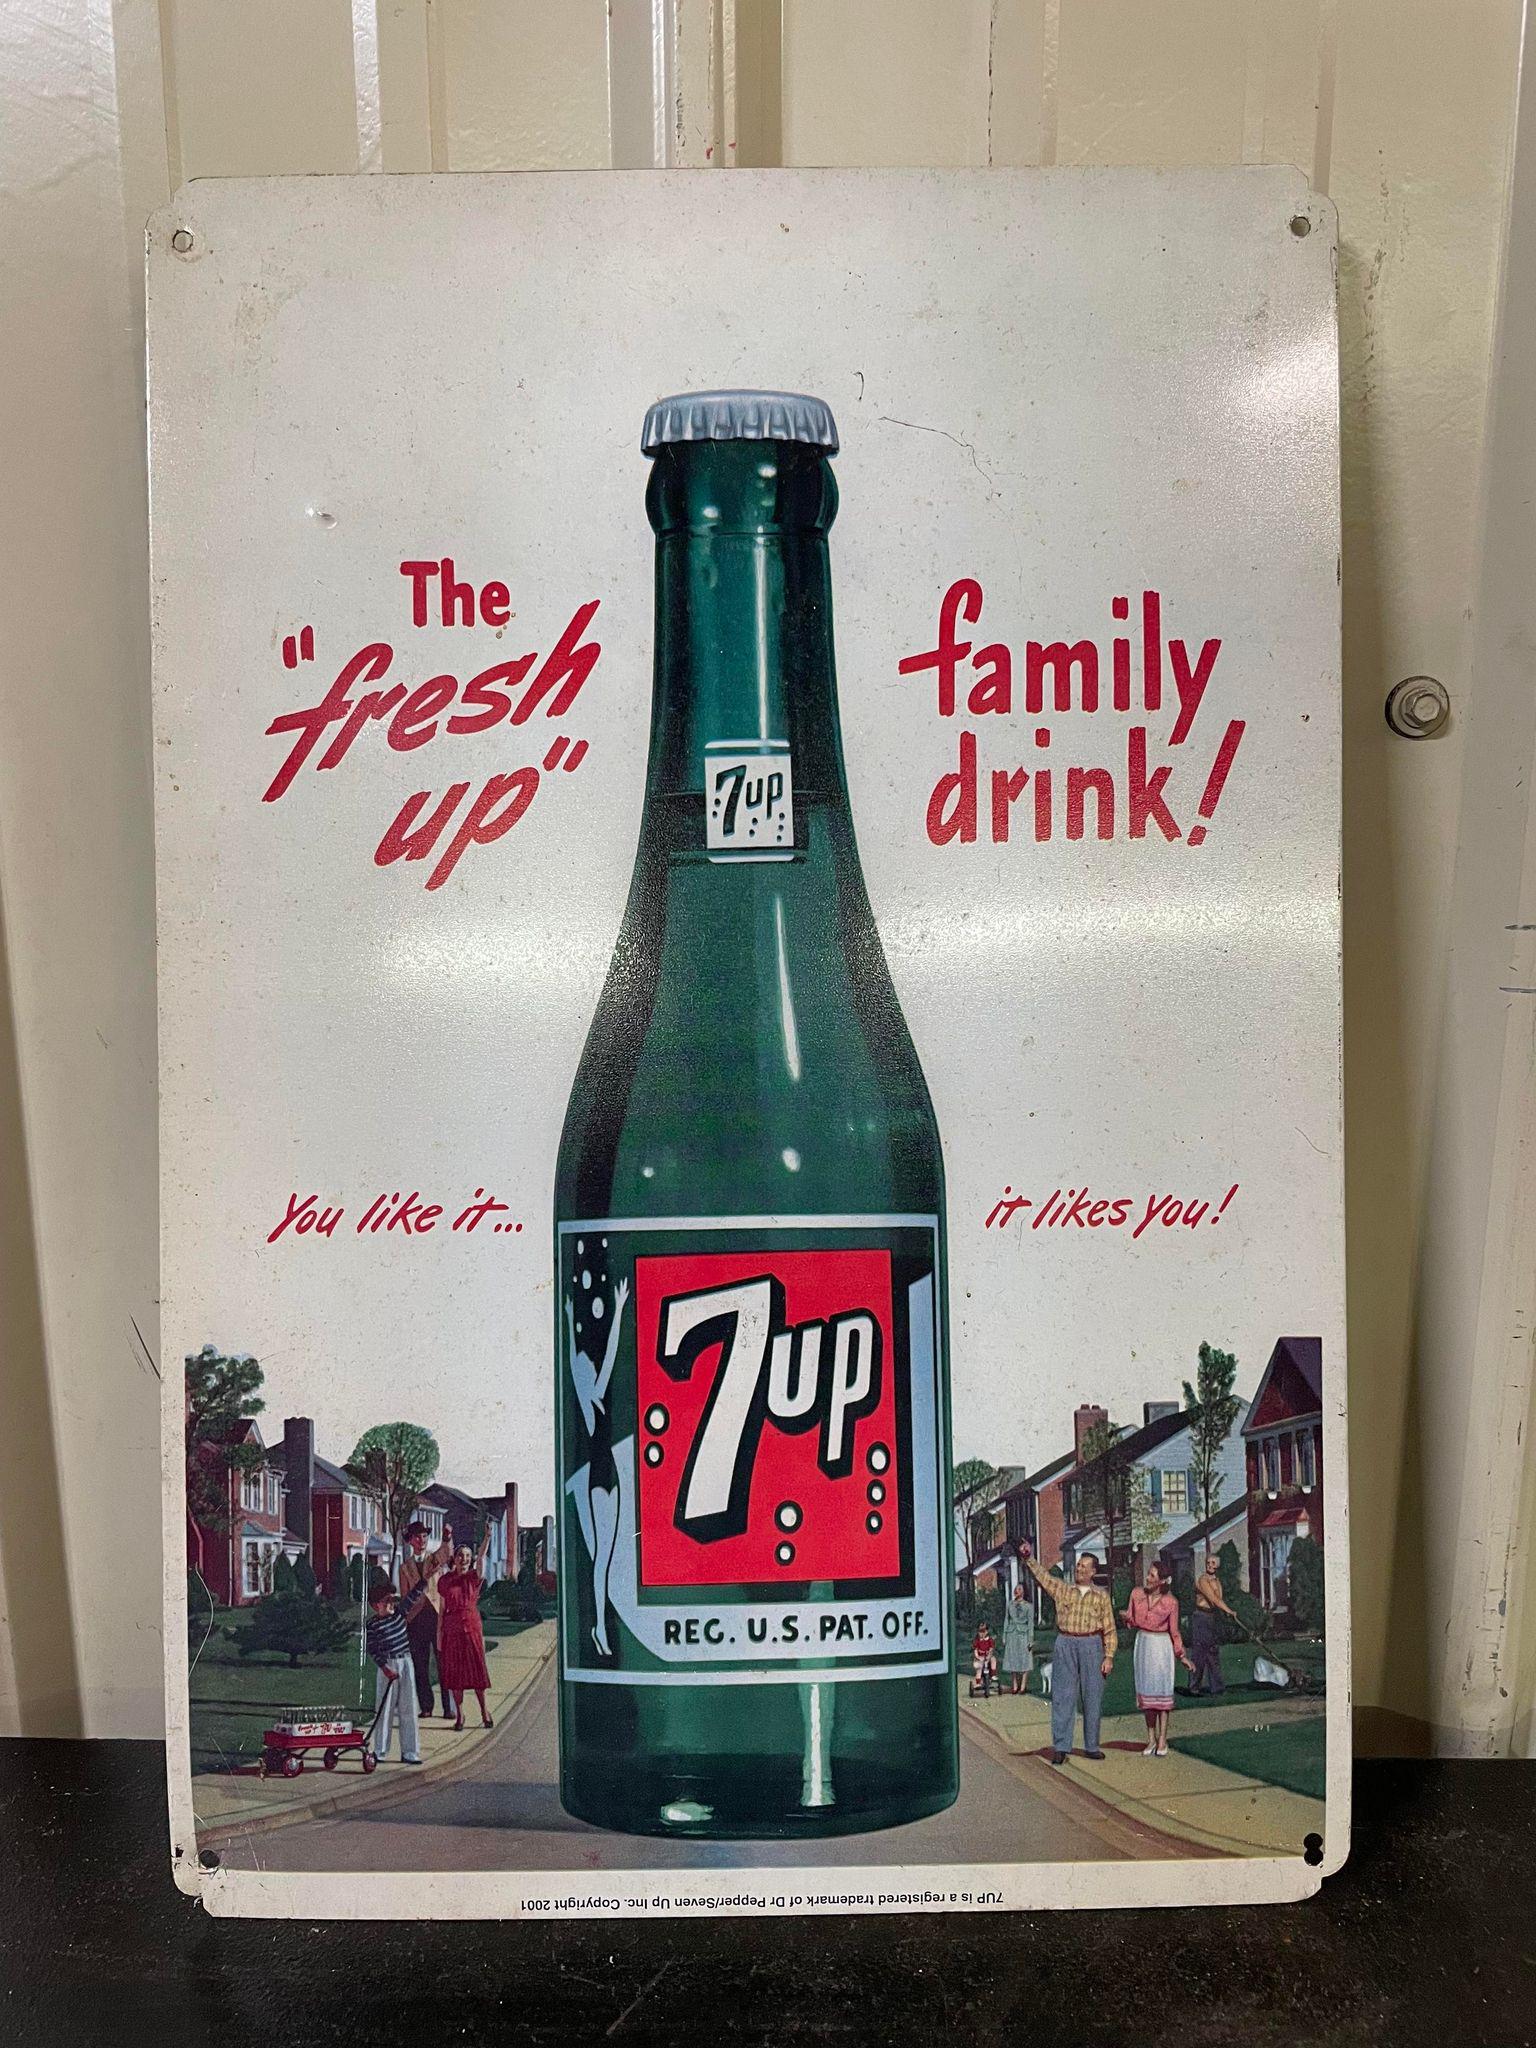 The
"fresh
up"
family
drink!
7up
You like it...
it likes you!
7up
REG. U.S. PAT. OFF.
7UP is a registered trademark of Dr Pepper/Seven Up Inc. Copyright 2001